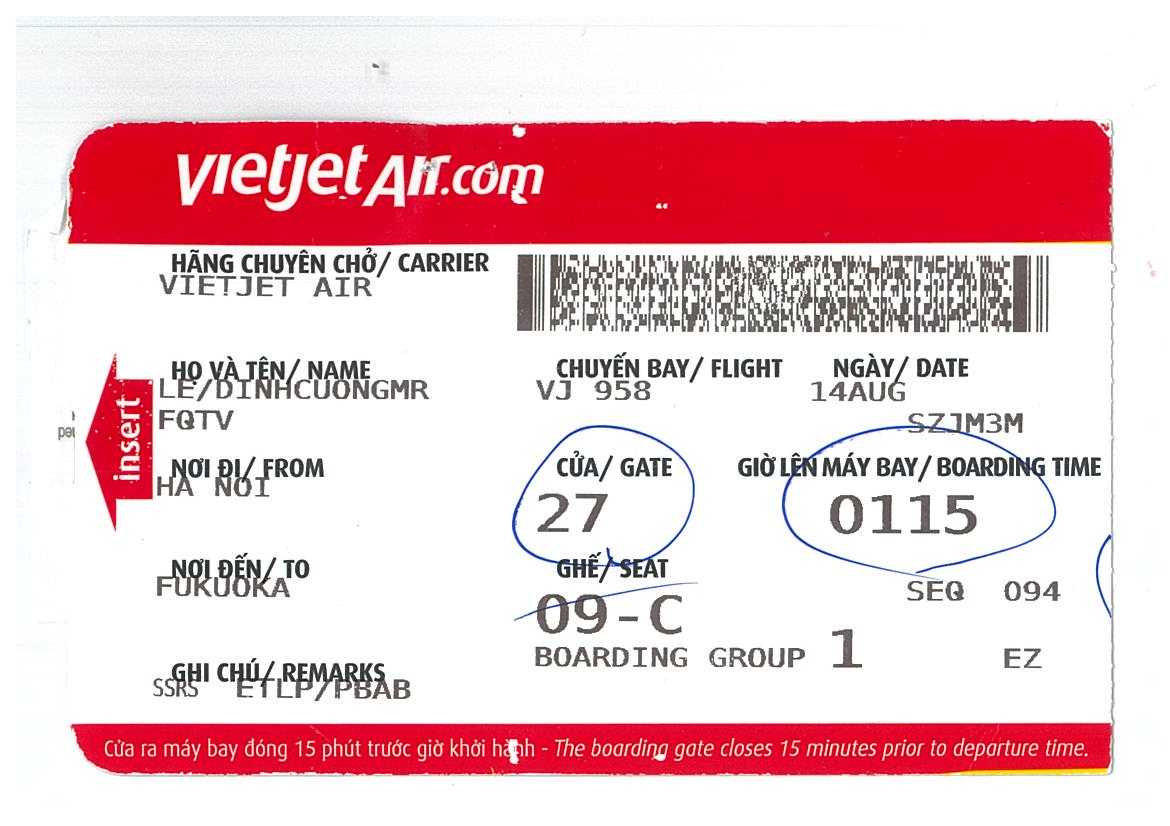 vietjet Air.com
HÃNG CHUYÊN CHỞ/ CARRIER
VIETJET AIR
HỌ VÀ TÊN/ NAME CHUYẾN BAY/ FLIGHT NGÀY/ DATE
LE/DINHCUONGMR VJ 958 14AUG
FQTV SZJM3M
insert
NƠI ĐI/ FROM CỬA/ GATE GIỜ LÊN MÁY BAY/ BOARDING TIME
HA NOI 27 0115
NƠI ĐẾN/ TO GHẾ/ SEAT
FUKUOKA 09-C SEQ 094
BOARDING GROUP 1 EZ
GHI CHÚ/ REMARKS
SSRS ETLP/PBAB
Cửa ra máy bay đóng 15 phút trước giờ khởi hành - The boarding gate closes 15 minutes prior to departure time.